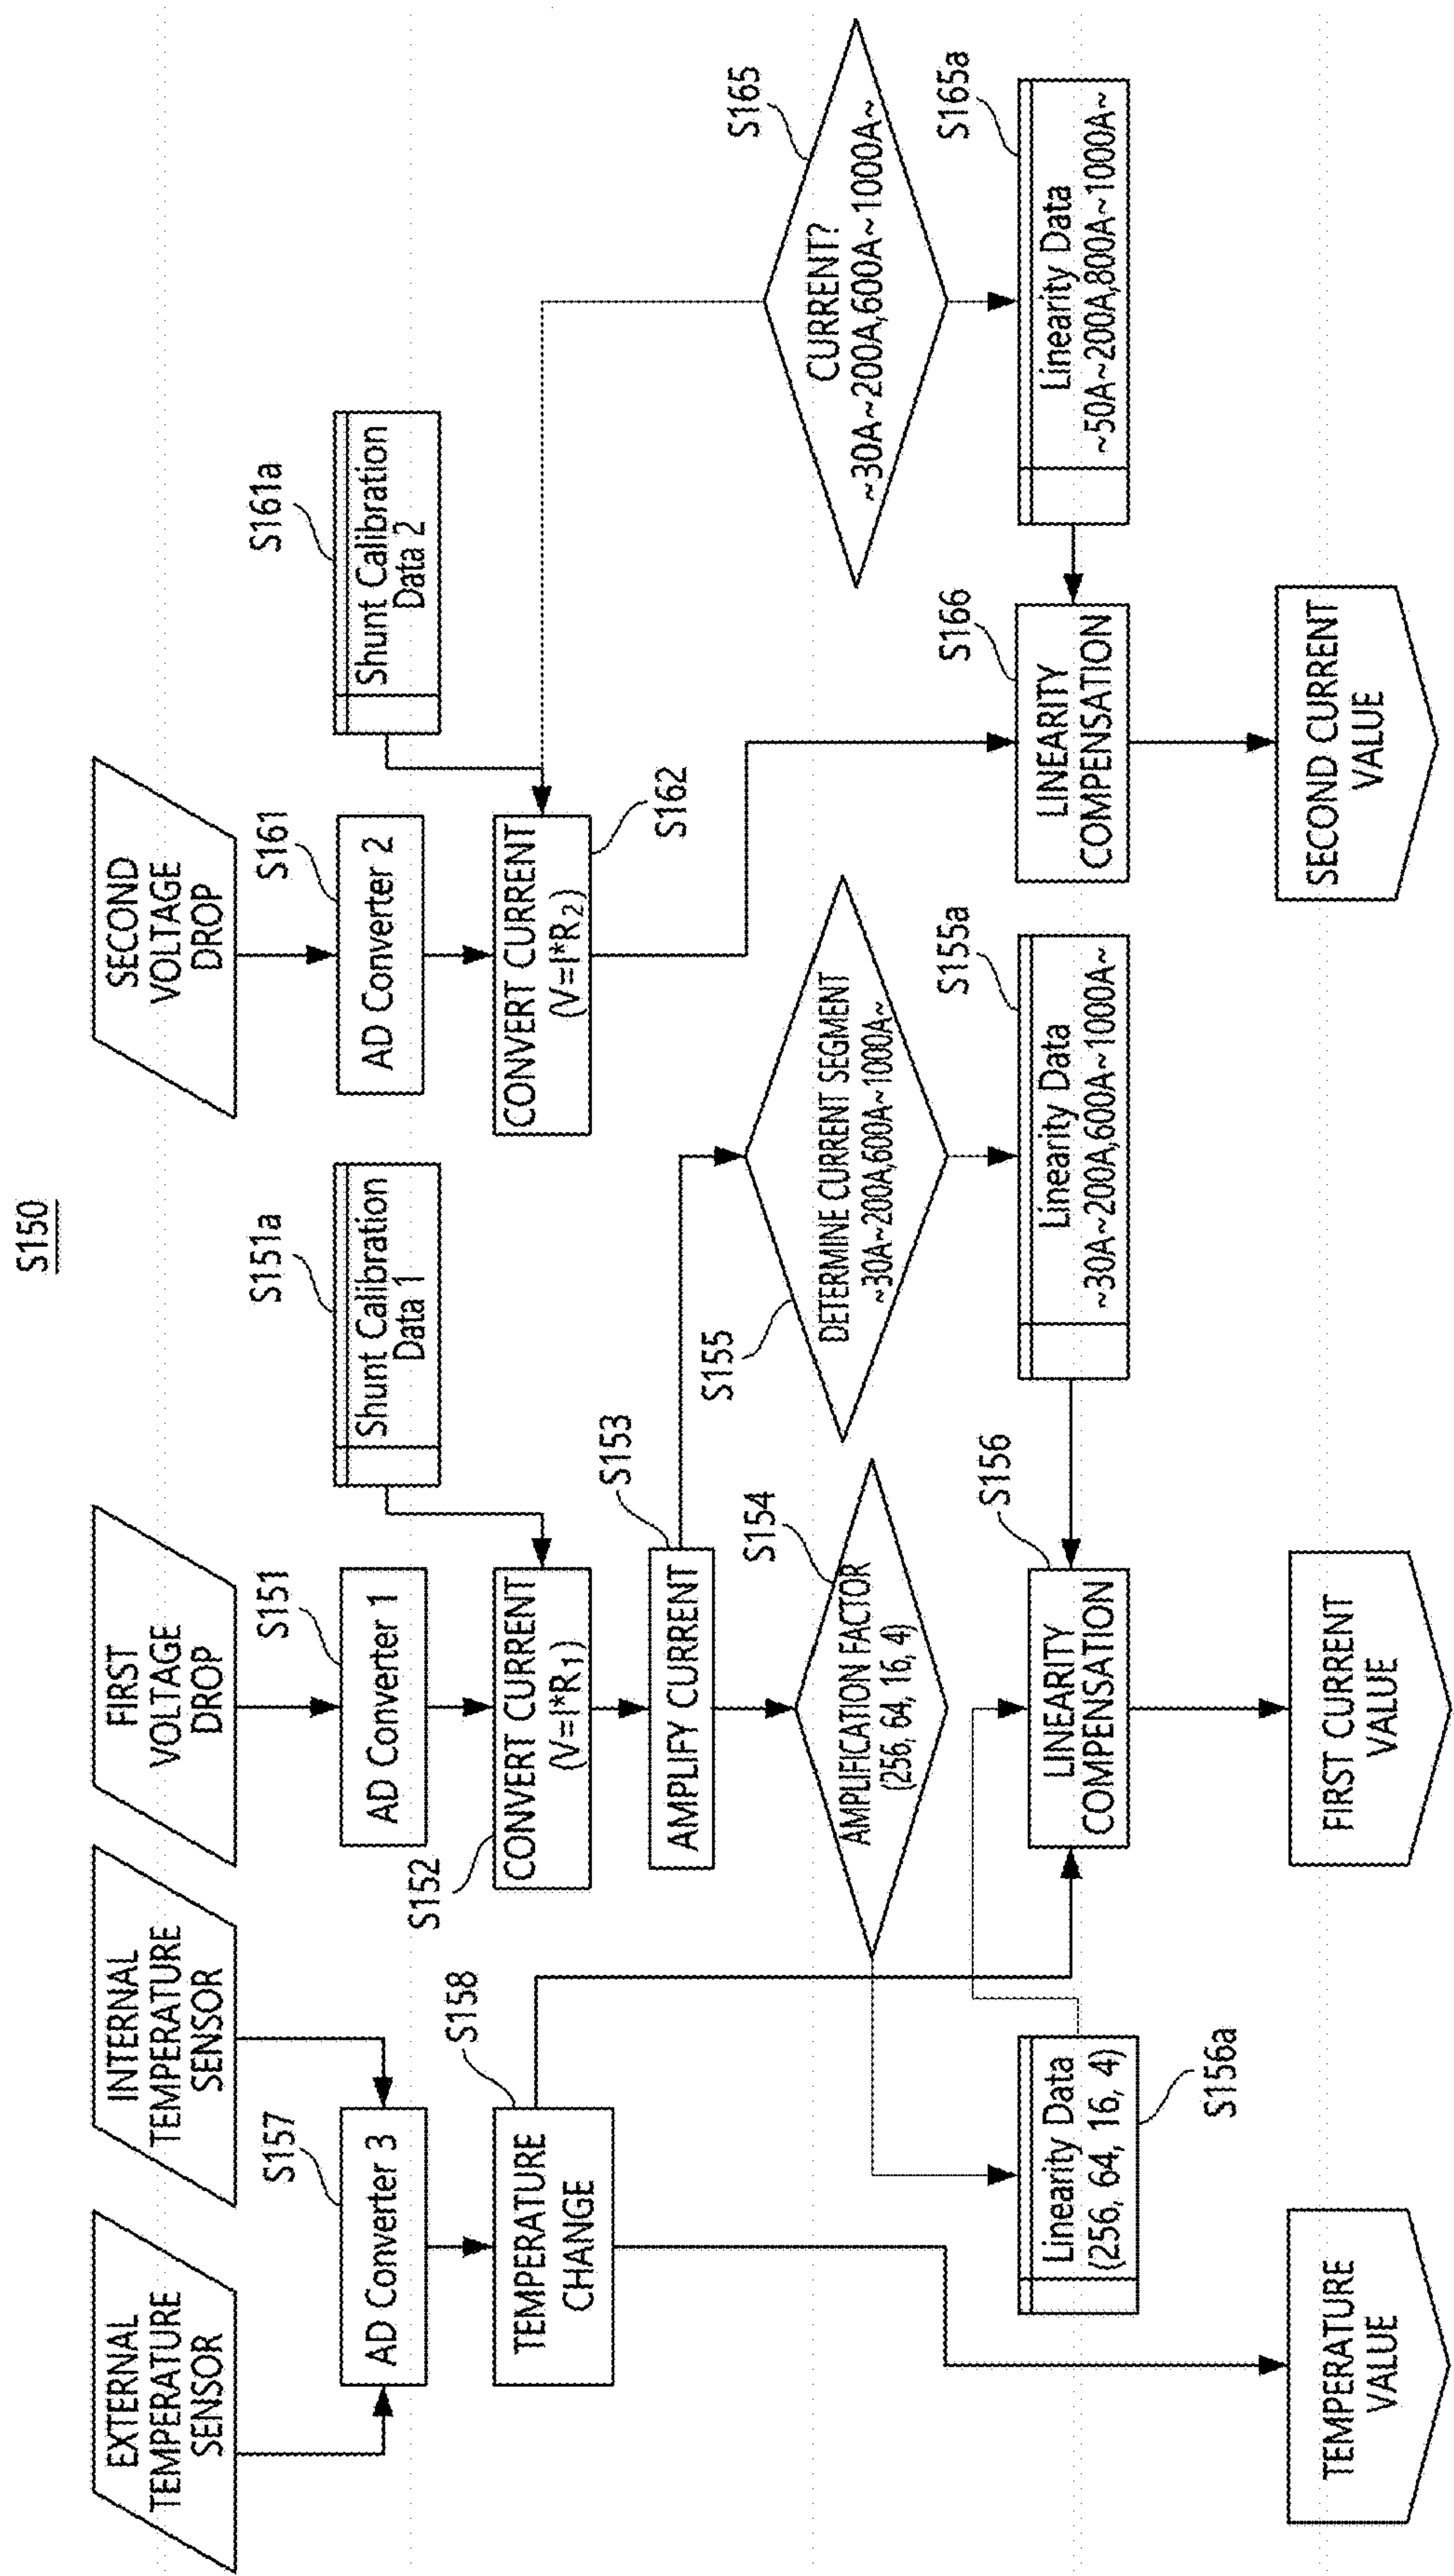 S150
EXTERNAL
TEMPERATURE
SENSOR
INTERNAL
TEMPERATURE
SENSOR
FIRST
VOLTAGE
DROP
SECOND
VOLTAGE
DROP
S157
AD Converter 3
S151
AD Converter 1
S151a
Shunt Calibration
Data 1
S161
AD Converter 2
S161a
Shunt Calibration
Data 2
S158
TEMPERATURE
CHANGE
S152
CONVERT CURRENT
(V=I*R1)
S162
CONVERT CURRENT
(V=I*R2)
S153
AMPLIFY CURRENT
S154
AMPLIFICATION FACTOR
(256, 64, 16, 4)
S155
DETERMINE CURRENT SEGMENT
~30A~200A,600A~1000A~
S165
CURRENT?
~30A~200A,600A~1000A~
S156a
Linearity Data
(256, 64, 16, 4)
S156
LINEARITY
COMPENSATION
S155a
Linearity Data
~30A~200A,600A~1000A~
S166
LINEARITY
COMPENSATION
S165a
Linearity Data
~50A~200A,800A~1000A~
TEMPERATURE
VALUE
FIRST CURRENT
VALUE
SECOND CURRENT
VALUE